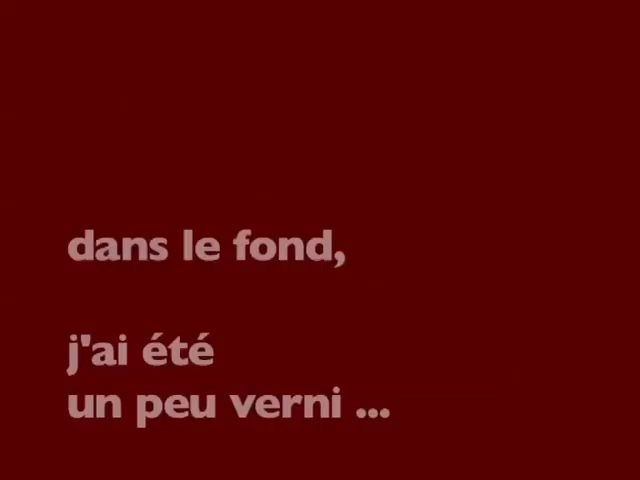 dans le fond,
j'ai été
un peu verni ...